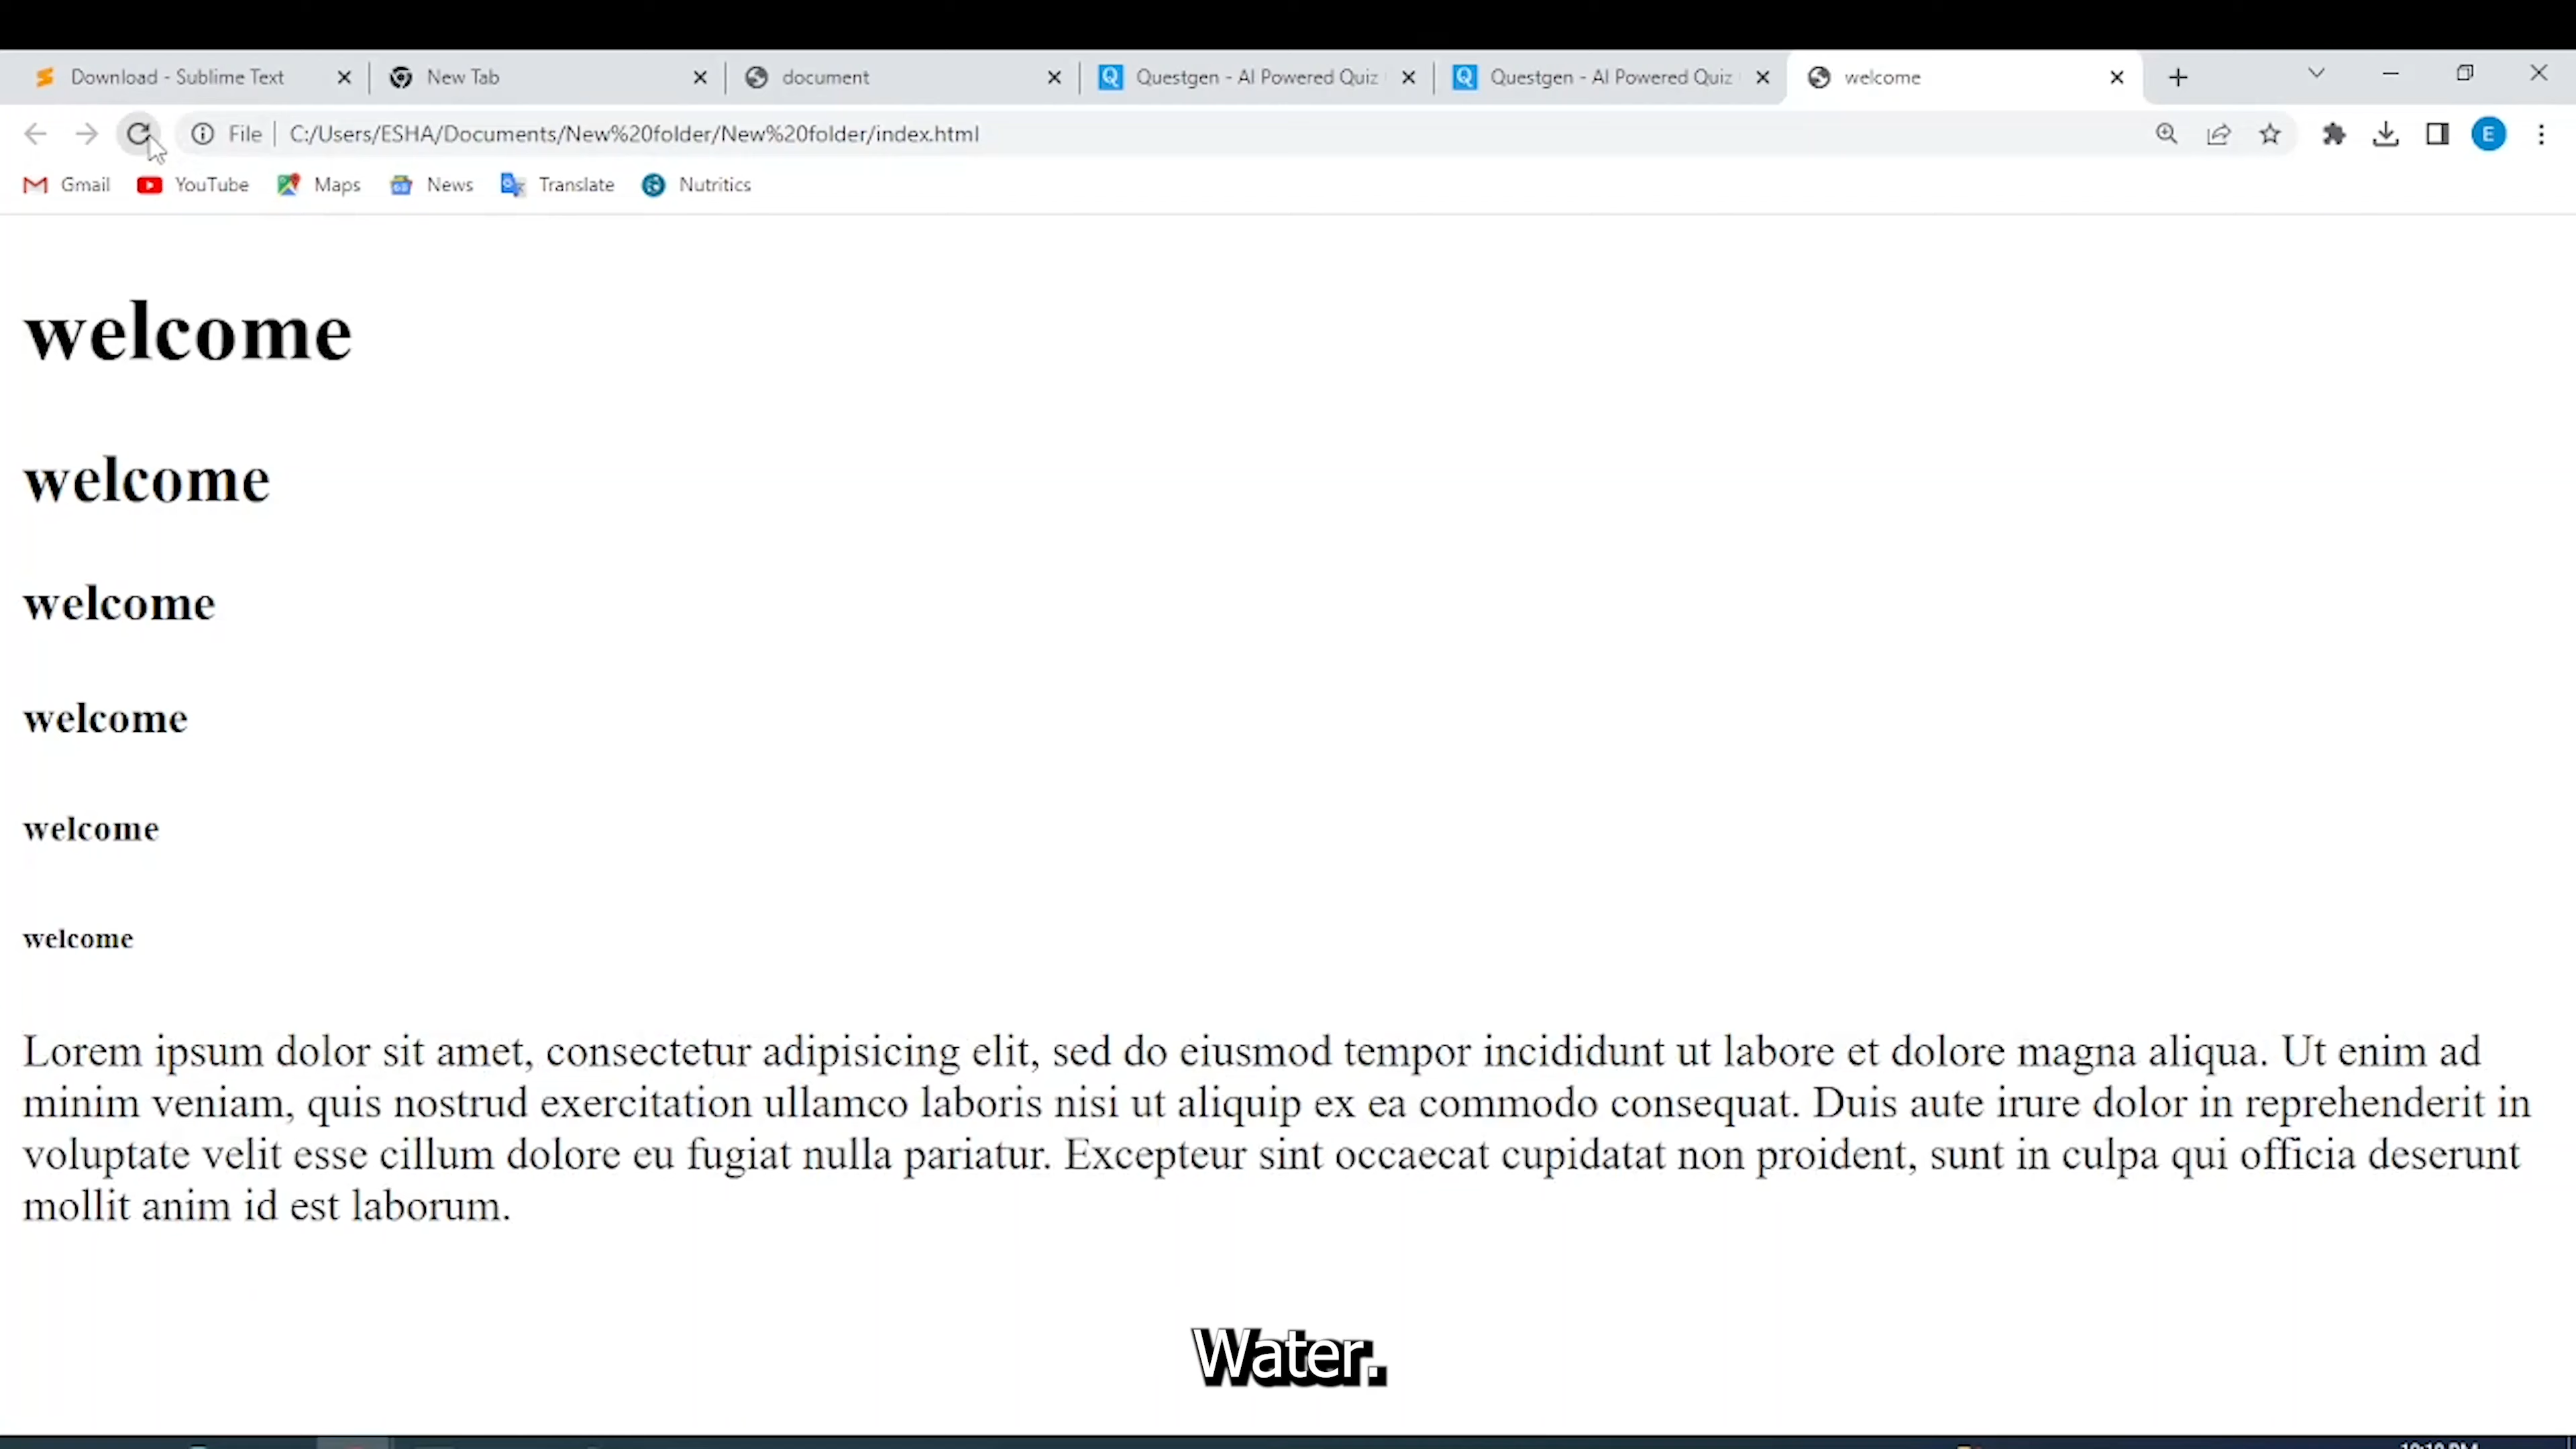 Download - Sublime Text
New Tab
document
Questgen - AI Powered Quiz
Questgen - AI Powered Quiz
welcome
File
C:/Users/ESHA/Documents/New%20folder/New%20folder/index.html
E
Gmail
YouTube
Maps
News
Translate
Nutritics
welcome
welcome
welcome
welcome
welcome
welcome
Lorem ipsum dolor sit amet, consectetur adipisicing elit, sed do eiusmod tempor incididunt ut labore et dolore magna aliqua. Ut enim ad
minim veniam, quis nostrud exercitation ullamco laboris nisi ut aliquip ex ea commodo consequat. Duis aute irure dolor in reprehenderit in
voluptate velit esse cillum dolore eu fugiat nulla pariatur. Excepteur sint occaecat cupidatat non proident, sunt in culpa qui officia deserunt
mollit anim id est laborum.
Water.